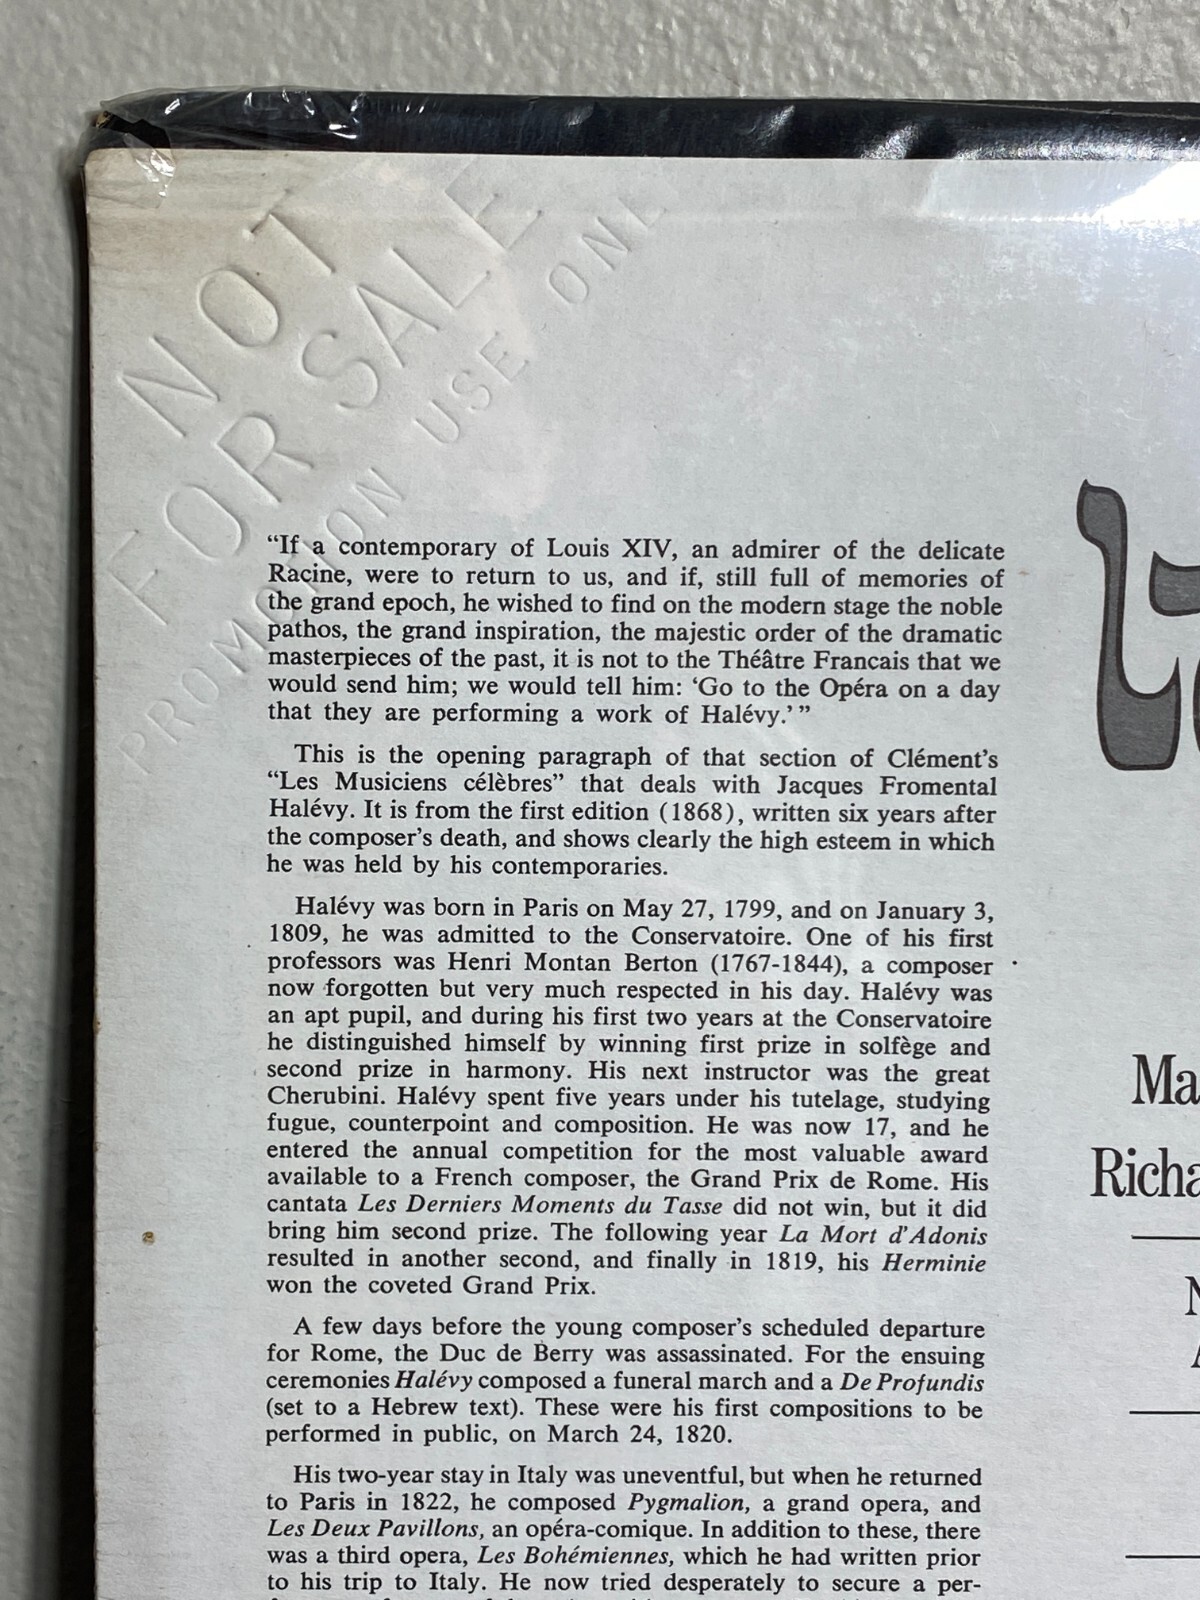 NOT
FOR SALE
PROMOTION USE ONL
“If a contemporary of Louis XIV, an admirer of the delicate
Racine, were to return to us, and if, still full of memories of
the grand epoch, he wished to find on the modern stage the noble
pathos, the grand inspiration, the majestic order of the dramatic
masterpieces of the past, it is not to the Théâtre Francais that we
would send him; we would tell him: ‘Go to the Opéra on a day
that they are performing a work of Halévy.’”
This is the opening paragraph of that section of Clément’s
“Les Musiciens célèbres” that deals with Jacques Fromental
Halévy. It is from the first edition (1868), written six years after
the composer’s death, and shows clearly the high esteem in which
he was held by his contemporaries.
Halévy was born in Paris on May 27, 1799, and on January 3,
1809, he was admitted to the Conservatoire. One of his first
professors was Henri Montan Berton (1767-1844), a composer
now forgotten but very much respected in his day. Halévy was
an apt pupil, and during his first two years at the Conservatoire
he distinguished himself by winning first prize in solfège and
second prize in harmony. His next instructor was the great
Cherubini. Halévy spent five years under his tutelage, studying
fugue, counterpoint and composition. He was now 17, and he
entered the annual competition for the most valuable award
available to a French composer, the Grand Prix de Rome. His
cantata Les Derniers Moments du Tasse did not win, but it did
bring him second prize. The following year La Mort d’Adonis
resulted in another second, and finally in 1819, his Herminie
won the coveted Grand Prix.
A few days before the young composer’s scheduled departure
for Rome, the Duc de Berry was assassinated. For the ensuing
ceremonies Halévy composed a funeral march and a De Profundis
(set to a Hebrew text). These were his first compositions to be
performed in public, on March 24, 1820.
His two-year stay in Italy was uneventful, but when he returned
to Paris in 1822, he composed Pygmalion, a grand opera, and
Les Deux Pavillons, an opéra-comique. In addition to these, there
was a third opera, Les Bohémiennes, which he had written prior
to his trip to Italy. He now tried desperately to secure a per-
Ma
Richa